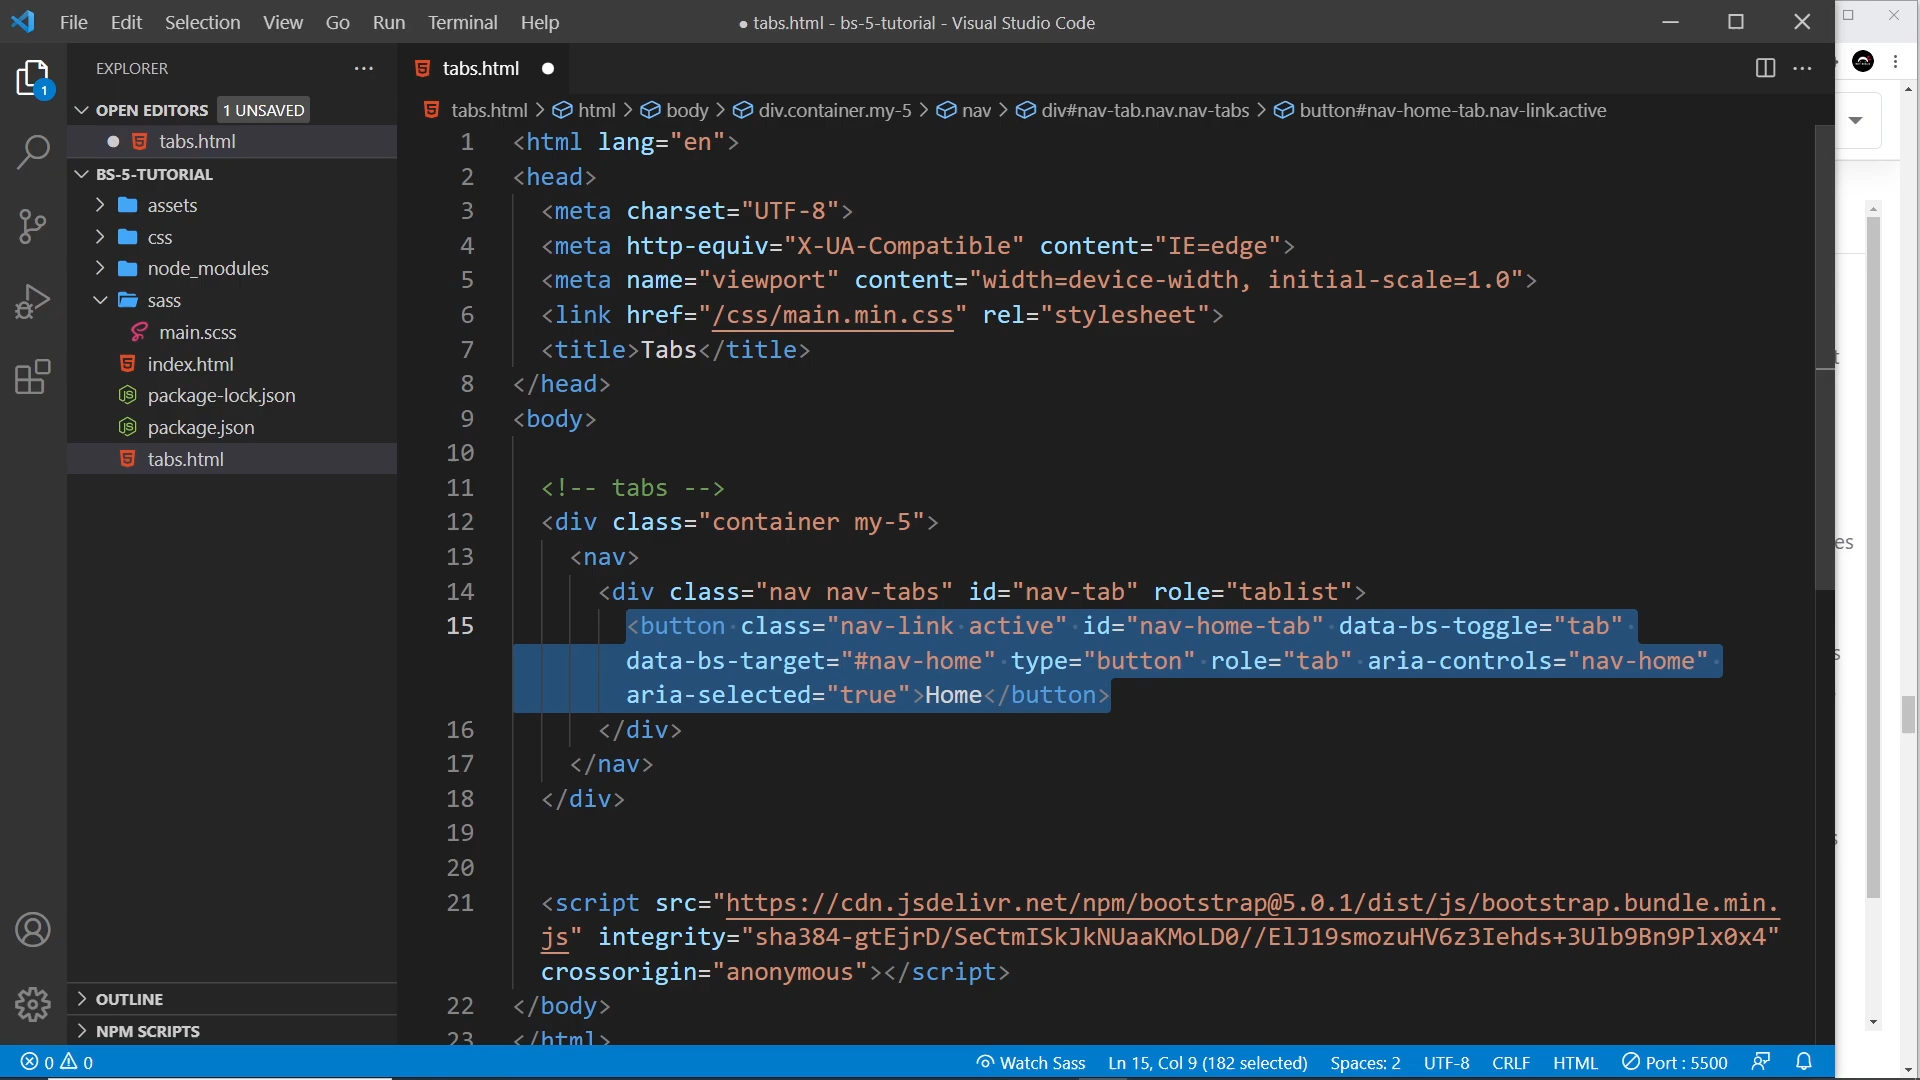 File Edit Selection View Go Run Terminal Help
● tabs.html - bs-5-tutorial - Visual Studio Code
EXPLORER
tabs.html
1
OPEN EDITORS 1 UNSAVED
tabs.html
BS-5-TUTORIAL
assets
css
node_modules
sass
main.scss
index.html
package-lock.json
package.json
tabs.html
OUTLINE
NPM SCRIPTS
tabs.html > html > body > div.container.my-5 > nav > div#nav-tab.nav.nav-tabs > button#nav-home-tab.nav-link.active
1 <html lang="en">
2 <head>
3 <meta charset="UTF-8">
4 <meta http-equiv="X-UA-Compatible" content="IE=edge">
5 <meta name="viewport" content="width=device-width, initial-scale=1.0">
6 <link href="/css/main.min.css" rel="stylesheet">
7 <title>Tabs</title>
8 </head>
9 <body>
10
11 <!-- tabs -->
12 <div class="container my-5">
13 <nav>
14 <div class="nav nav-tabs" id="nav-tab" role="tablist">
15 <button class="nav-link active" id="nav-home-tab" data-bs-toggle="tab"
data-bs-target="#nav-home" type="button" role="tab" aria-controls="nav-home"
aria-selected="true">Home</button>
16 </div>
17 </nav>
18 </div>
19
20
21 <script src="https://cdn.jsdelivr.net/npm/bootstrap@5.0.1/dist/js/bootstrap.bundle.min.
js" integrity="sha384-gtEjrD/SeCtmISkJkNUaaKMoLD0//ElJ19smozuHV6z3Iehds+3Ulb9Bn9Plx0x4"
crossorigin="anonymous"></script>
22 </body>
23 </html>
t
es
s
s
0 0
Watch Sass Ln 15, Col 9 (182 selected) Spaces: 2 UTF-8 CRLF HTML Port : 5500